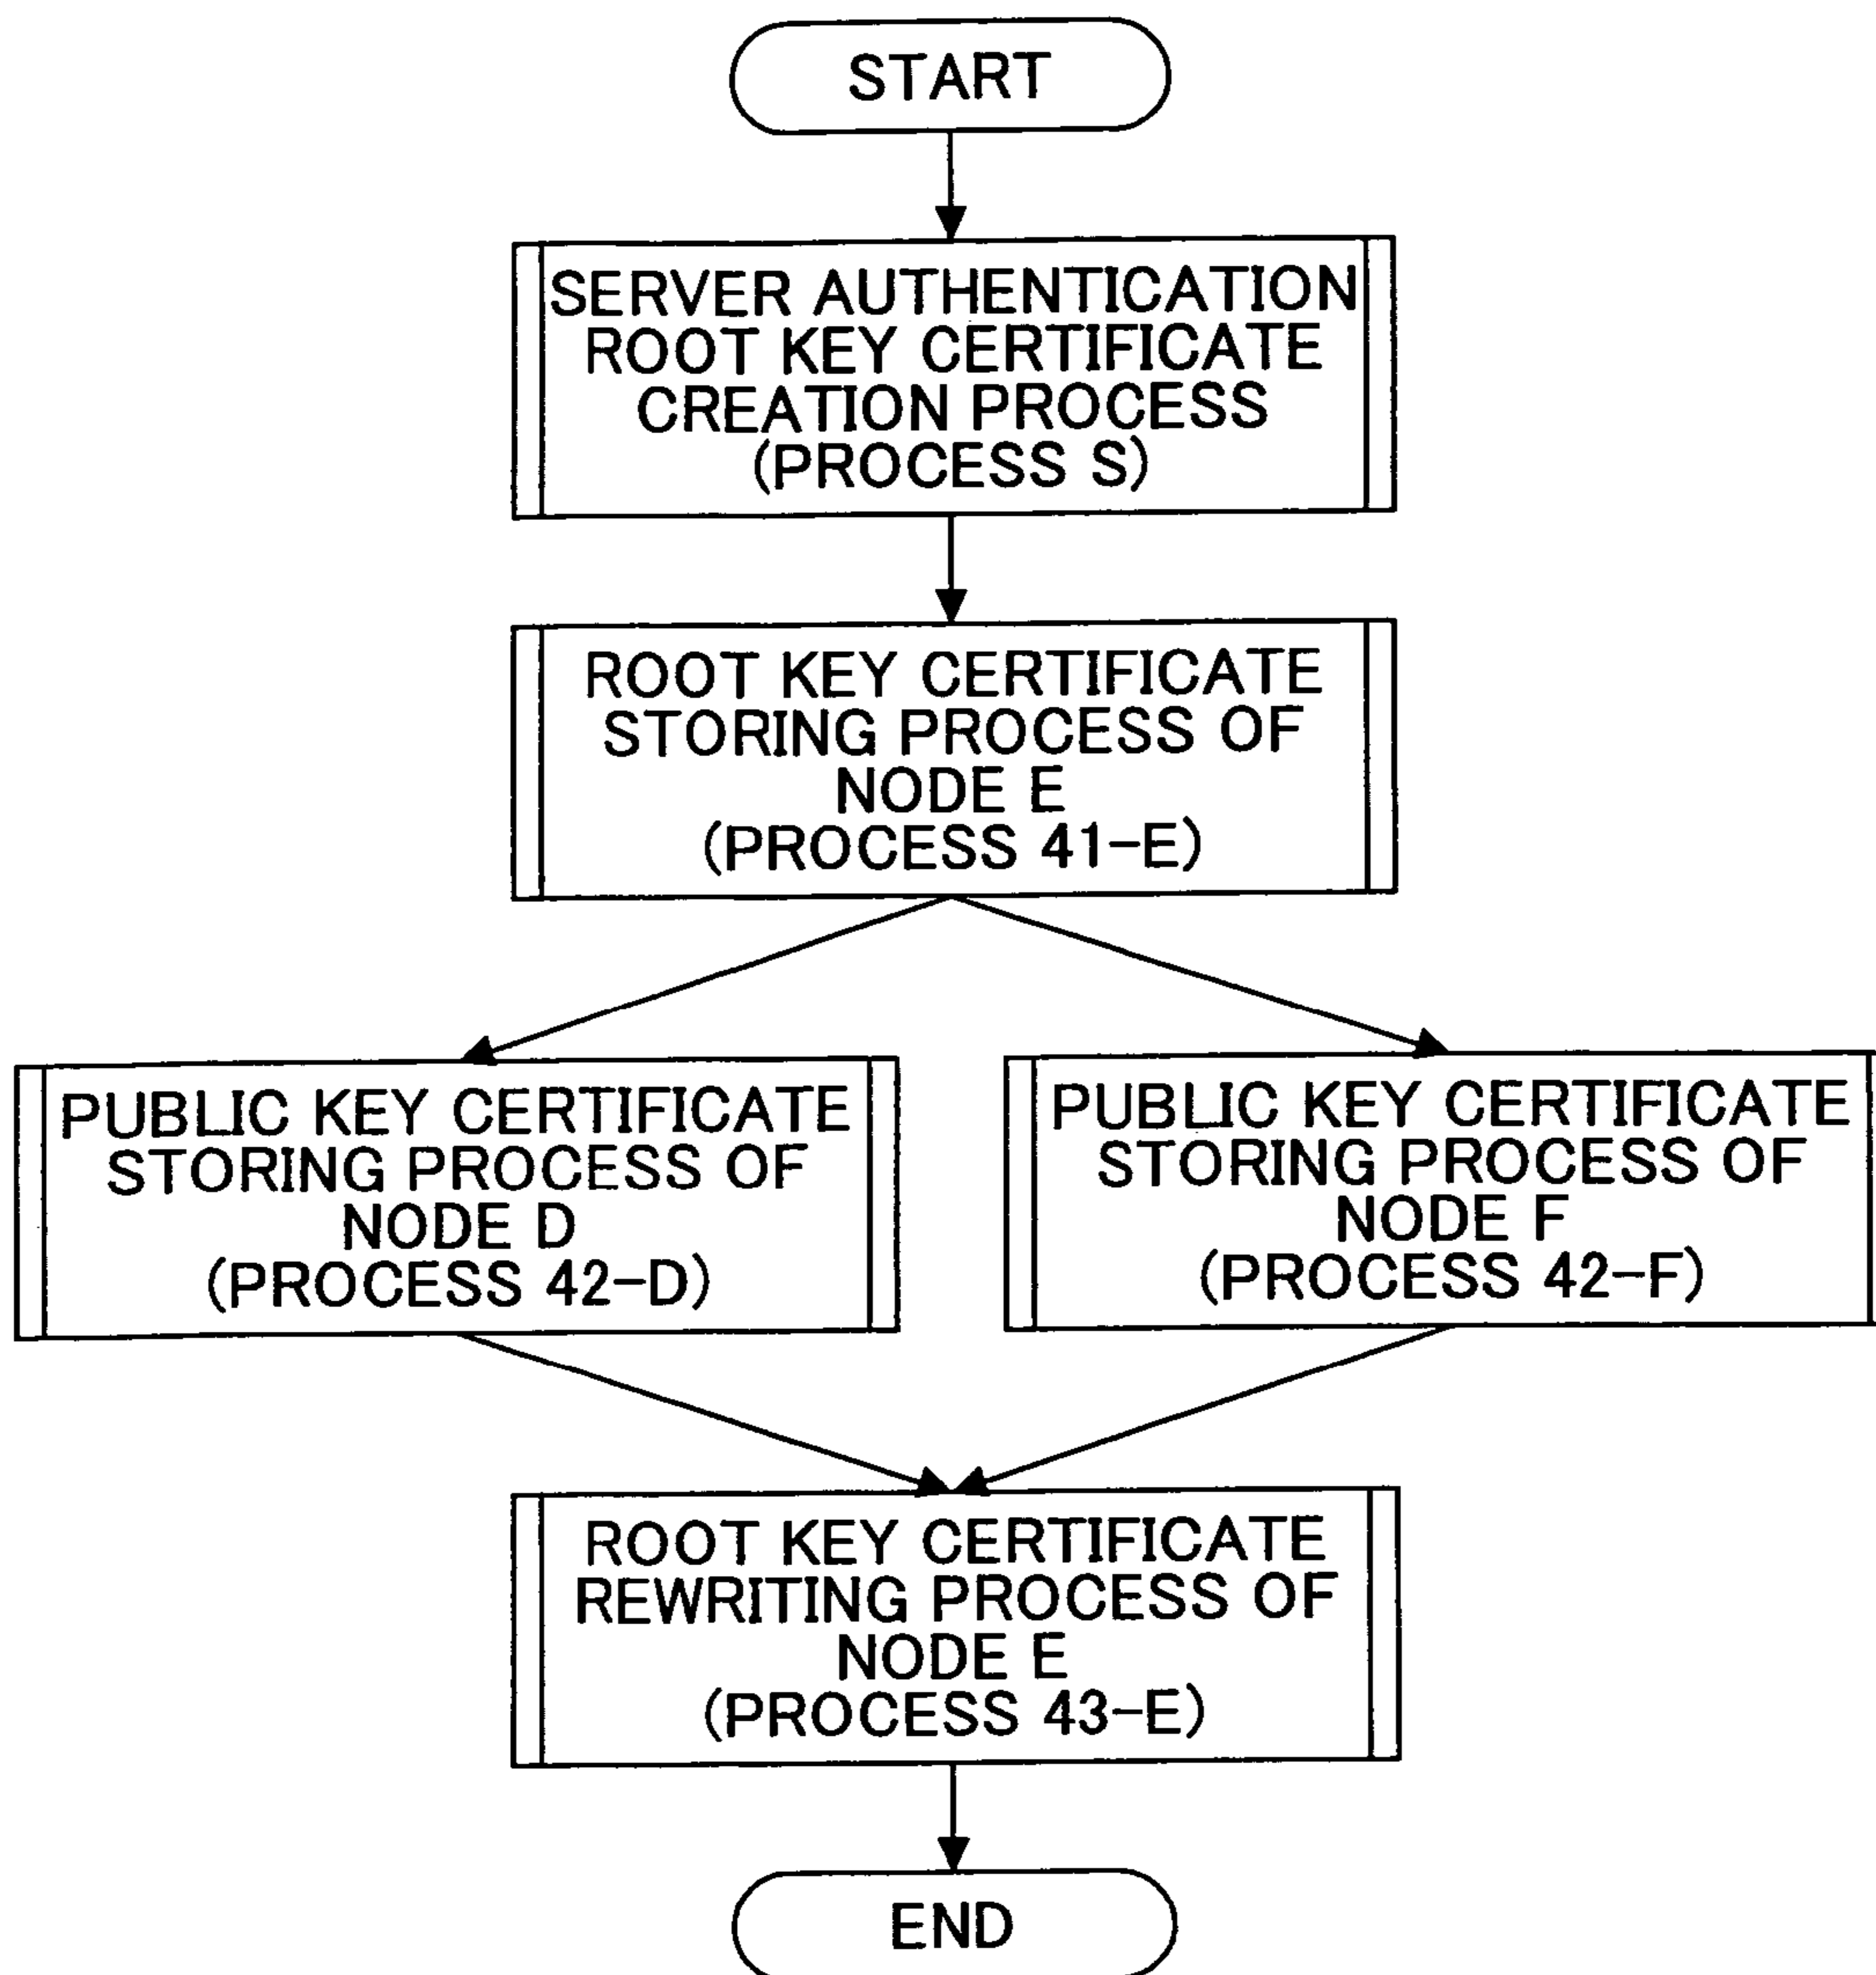 START
SERVER AUTHENTICATION
ROOT KEY CERTIFICATE
CREATION PROCESS
(PROCESS S)
ROOT KEY CERTIFICATE
STORING PROCESS OF
NODE E
(PROCESS 41-E)
PUBLIC KEY CERTIFICATE
STORING PROCESS OF
NODE D
(PROCESS 42-D)
PUBLIC KEY CERTIFICATE
STORING PROCESS OF
NODE F
(PROCESS 42-F)
ROOT KEY CERTIFICATE
REWRITING PROCESS OF
NODE E
(PROCESS 43-E)
END